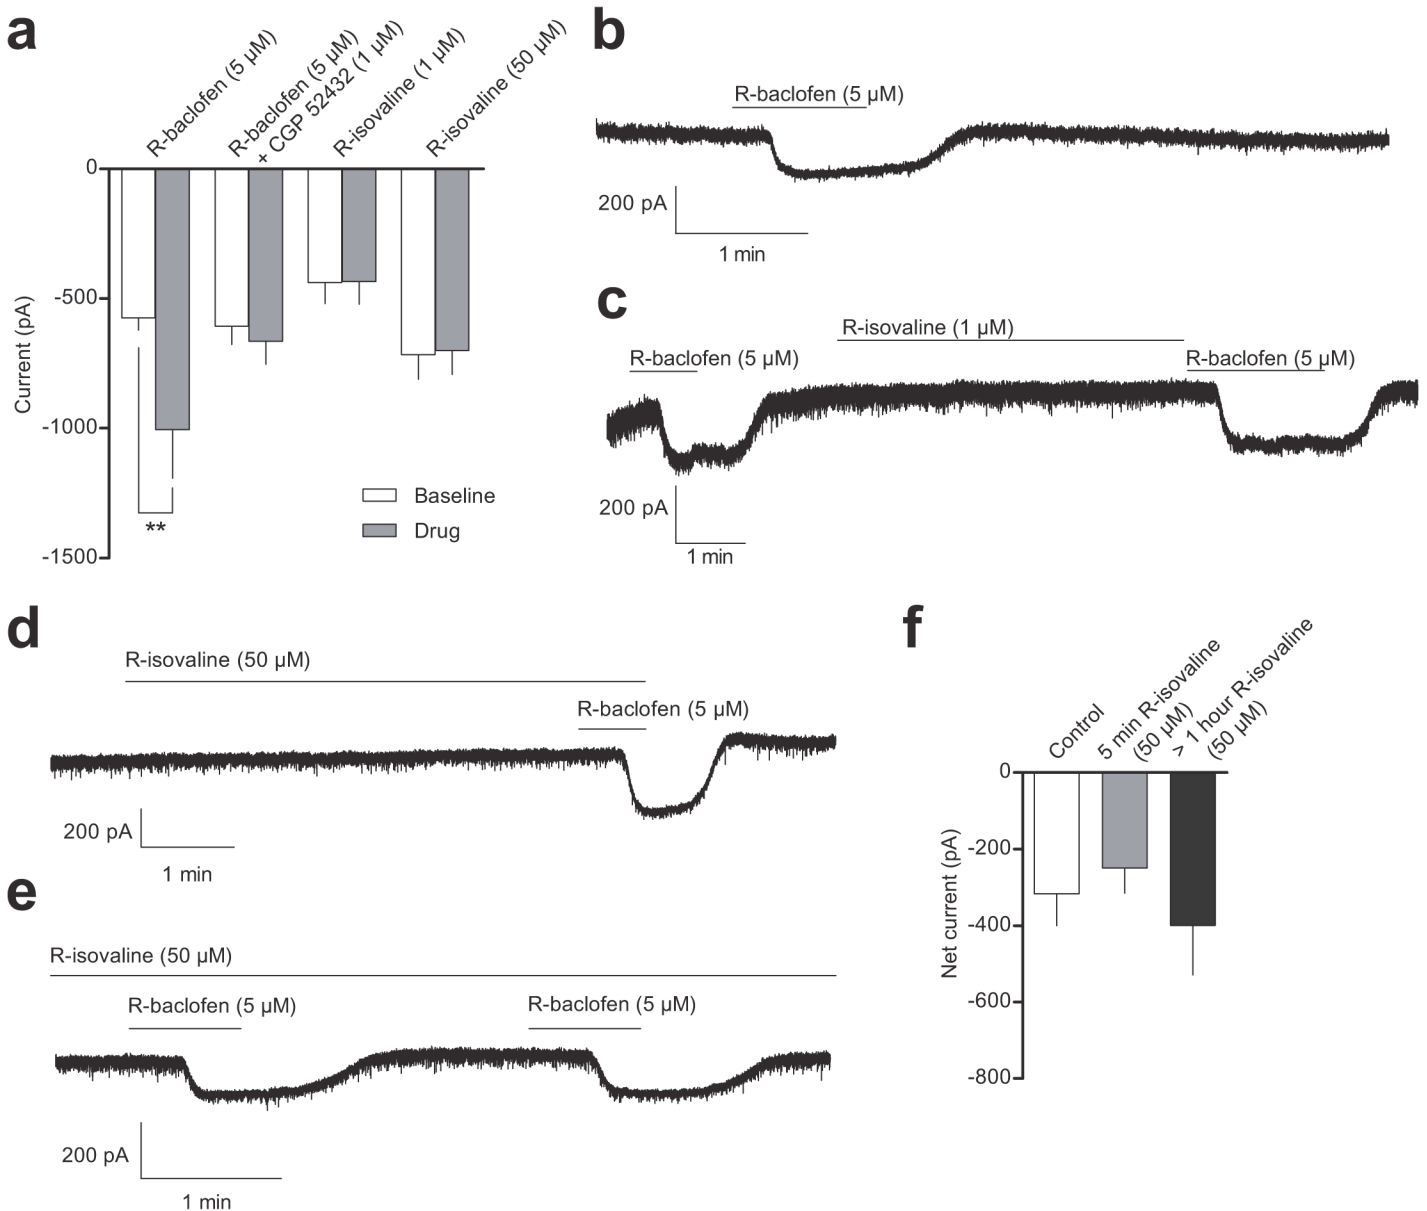 a
R-baclofen (5 µM)
R-baclofen (5 µM)
+ CGP 52432 (1 µM)
R-isovaline (1 µM)
R-isovaline (50 µM)
0
-500
-1000
-1500
Current (pA)
**
Baseline
Drug
b
R-baclofen (5 µM)
200 pA
1 min
c
R-isovaline (1 µM)
R-baclofen (5 µM)
R-baclofen (5 µM)
200 pA
1 min
d
R-isovaline (50 µM)
R-baclofen (5 µM)
200 pA
1 min
e
R-isovaline (50 µM)
R-baclofen (5 µM)
R-baclofen (5 µM)
200 pA
1 min
f
Control
5 min R-isovaline
(50 µM)
> 1 hour R-isovaline
(50 µM)
0
-200
-400
-600
-800
Net current (pA)